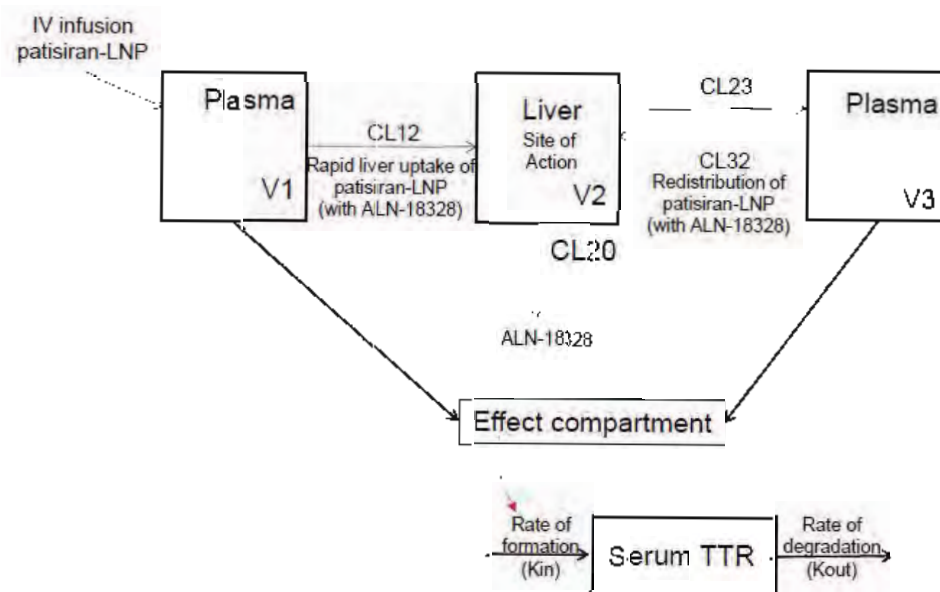 IV infusion
patisiran-LNP
Plasma
V1
CL12
Rapid liver uptake of
patisiran-LNP
(with ALN-18328)
Liver
Site of
Action
V2
CL20
CL23
CL32
Redistribution of
patisiran-LNP
(with ALN-18328)
Plasma
V3
ALN-18328
Effect compartment
Rate of
formation
(Kin)
Serum TTR
Rate of
degradation
(Kout)